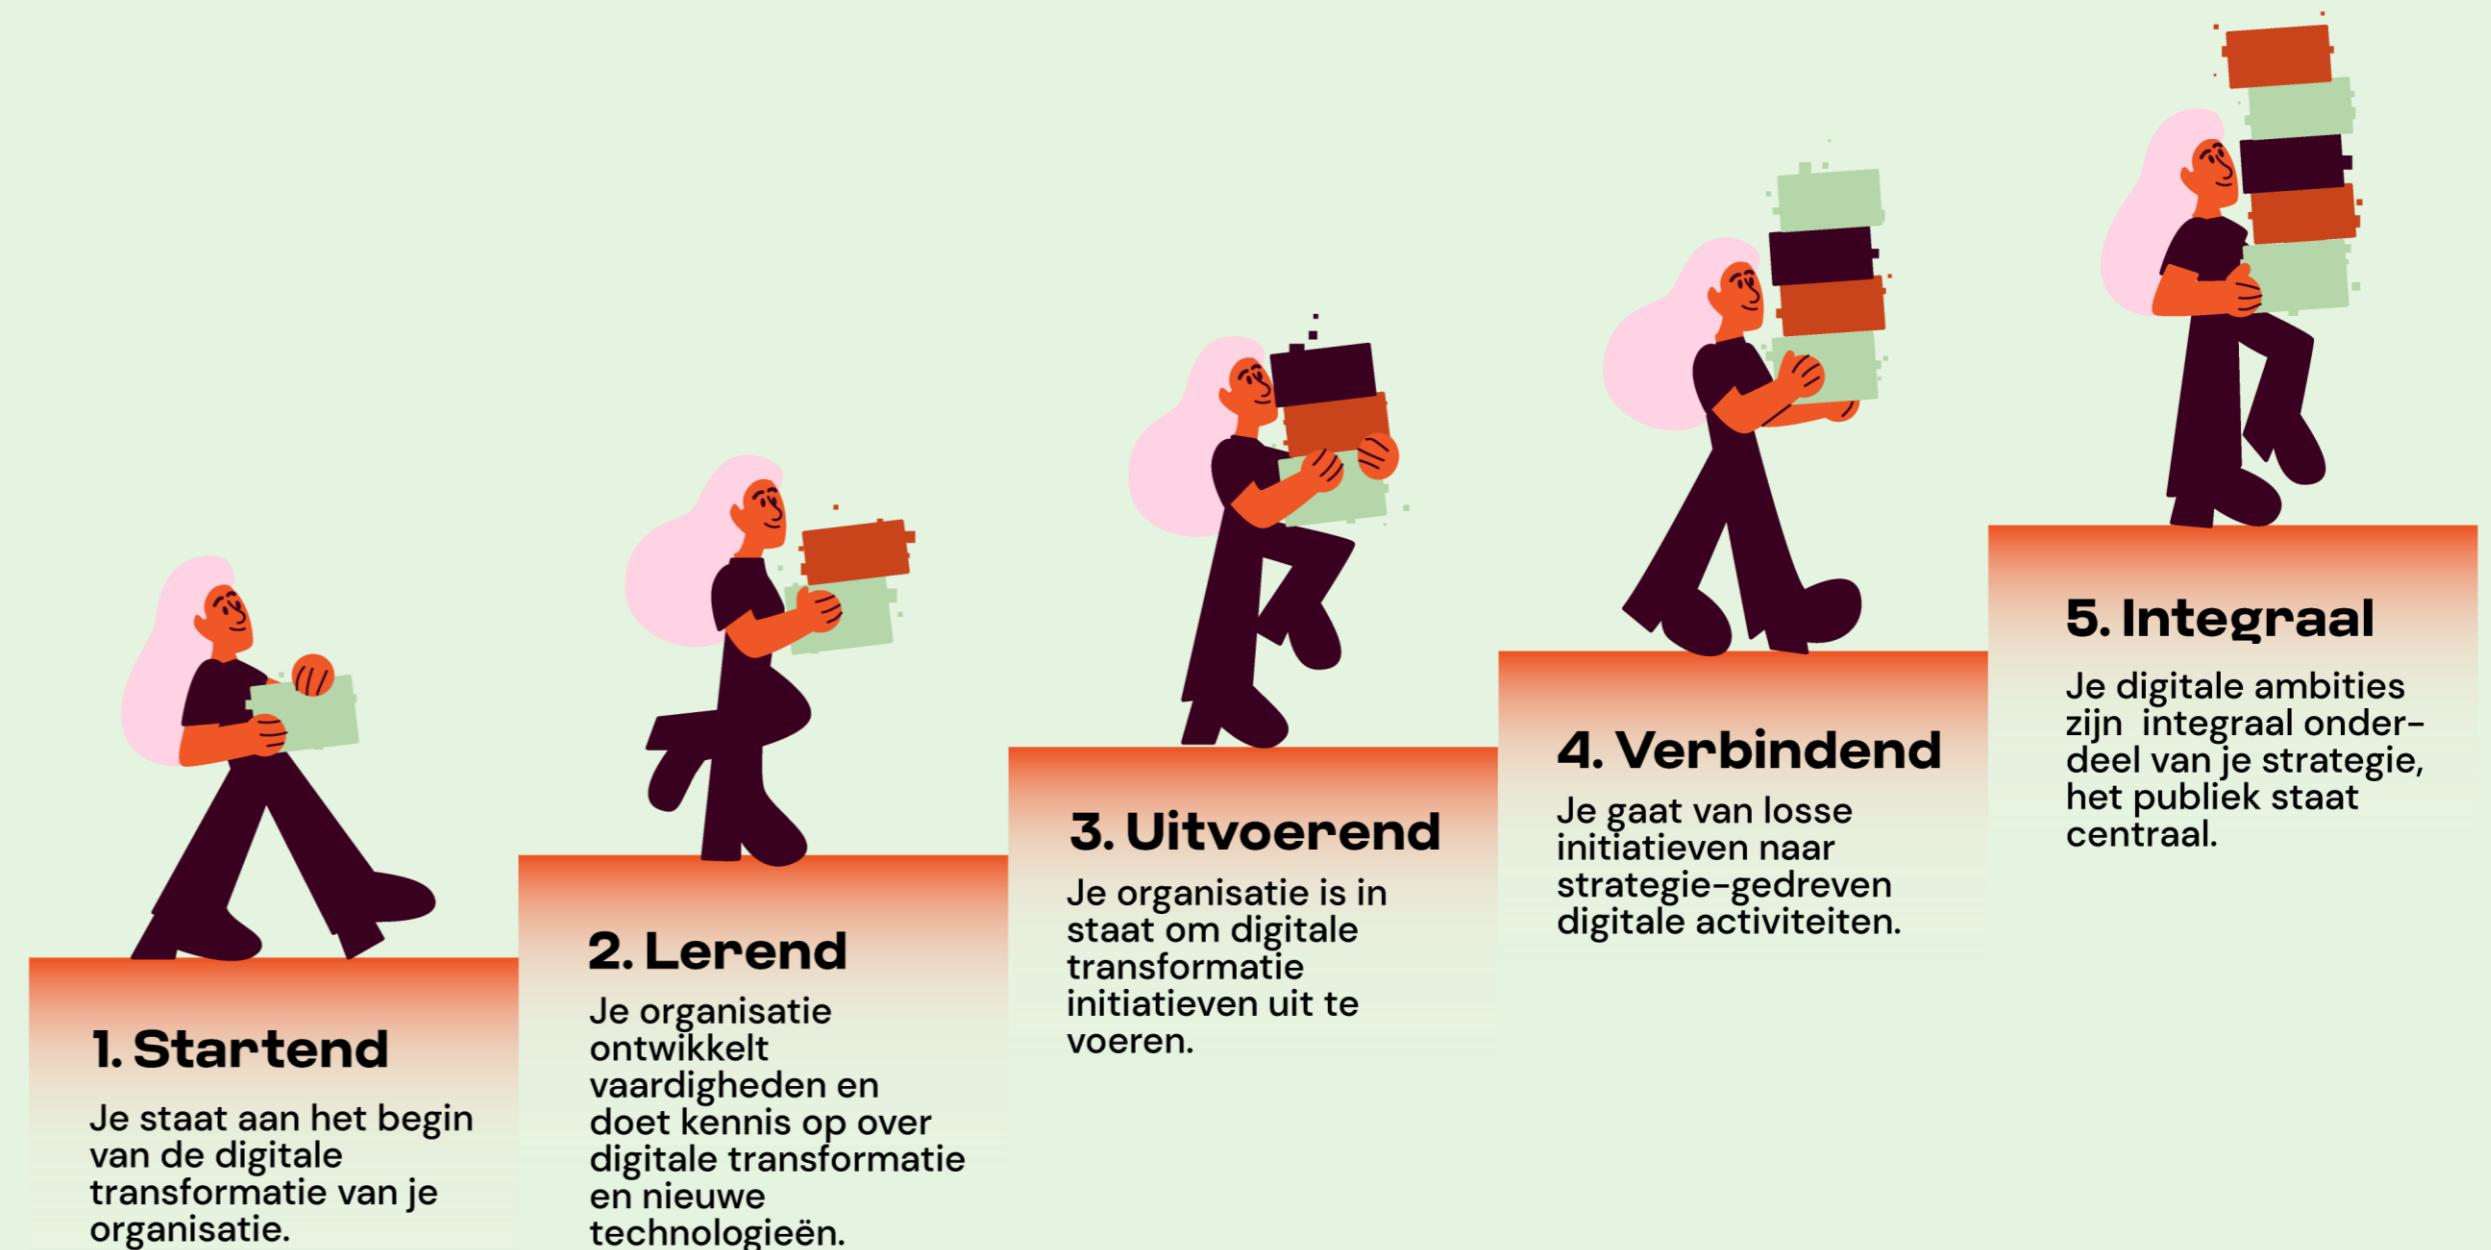 1. Startend
Je staat aan het begin
van de digitale
transformatie van je
organisatie.
2. Lerend
Je organisatie
ontwikkelt
vaardigheden en
doet kennis op over
digitale transformatie
en nieuwe
technologieën.
3. Uitvoerend
Je organisatie is in
staat om digitale
transformatie
initiatieven uit te
voeren.
4. Verbindend
Je gaat van losse
initiatieven naar
strategie-gedreven
digitale activiteiten.
5. Integraal
Je digitale ambities
zijn  integraal onder-
deel van je strategie,
het publiek staat
centraal.